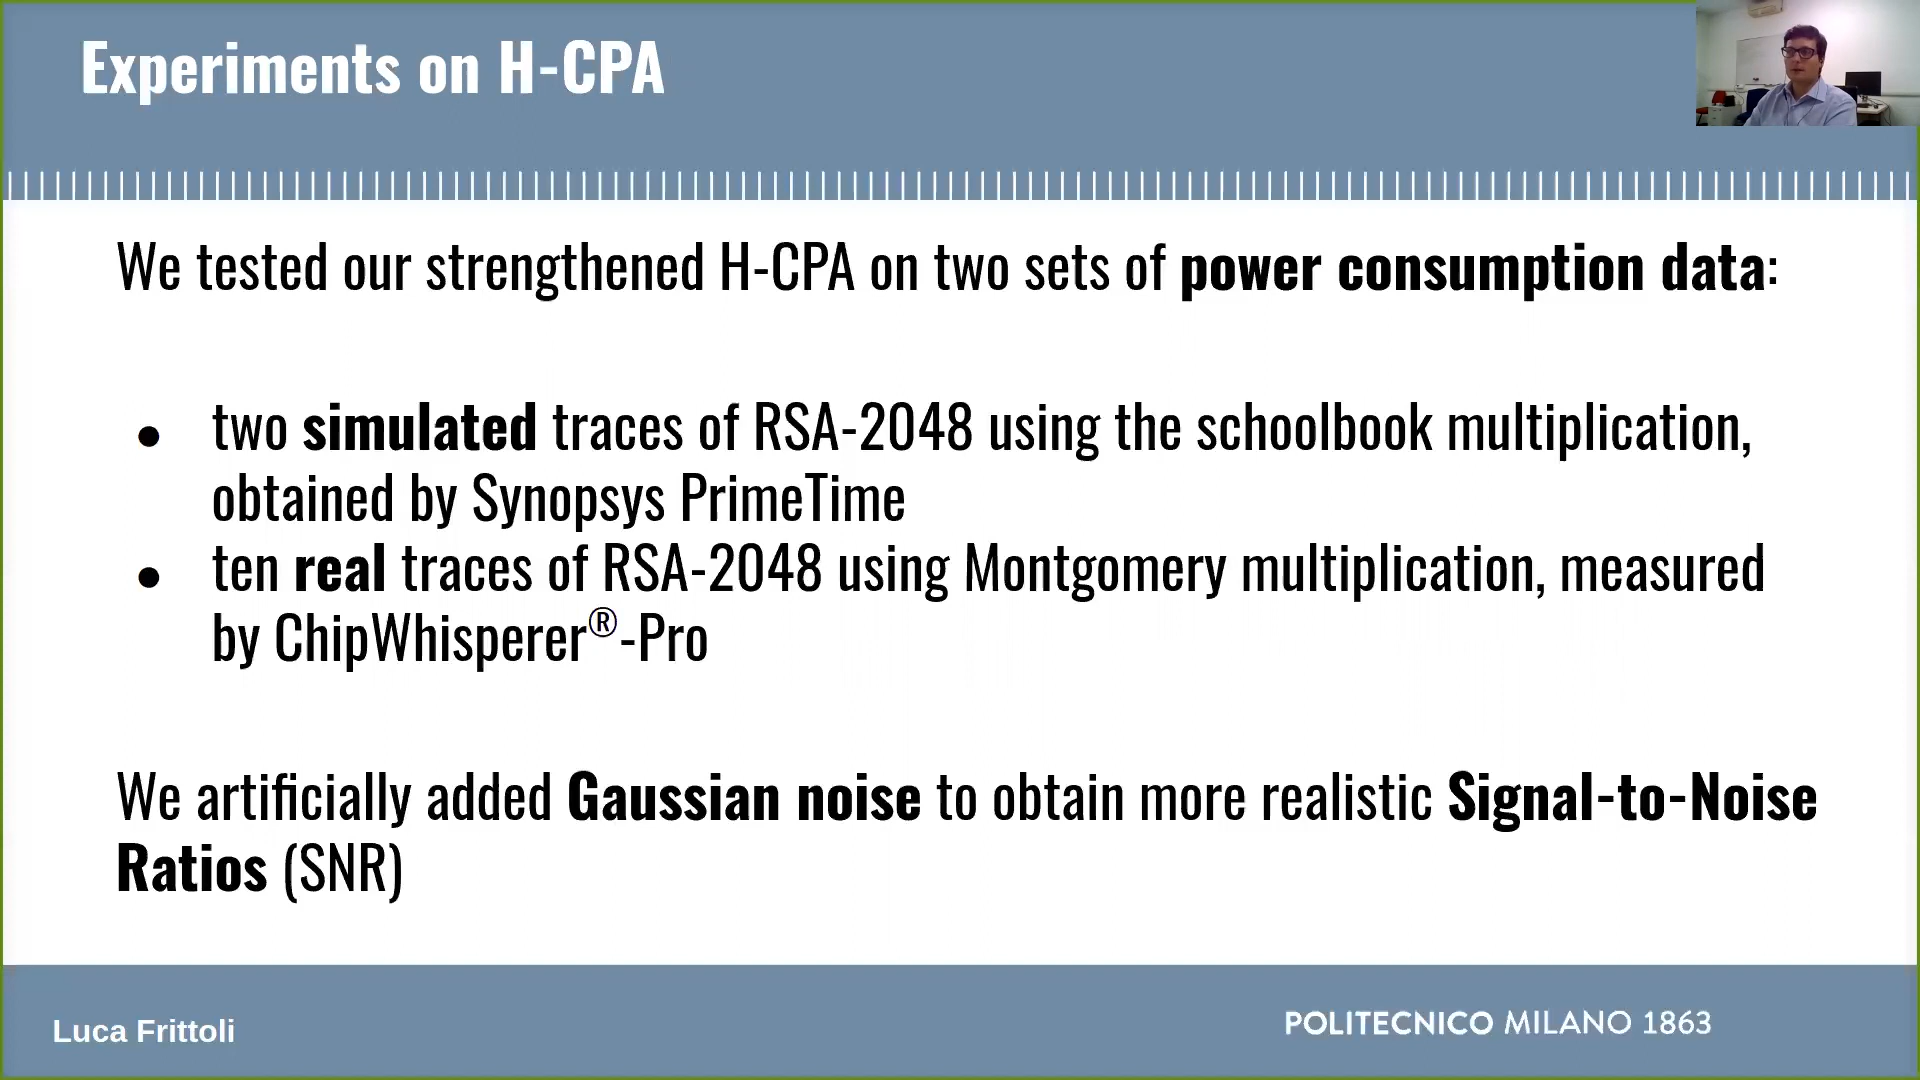 Experiments on H-CPA
We tested our strengthened H-CPA on two sets of power consumption data:
● two simulated traces of RSA-2048 using the schoolbook multiplication,
obtained by Synopsys PrimeTime
● ten real traces of RSA-2048 using Montgomery multiplication, measured
by ChipWhisperer®-Pro
We artificially added Gaussian noise to obtain more realistic Signal-to-Noise
Ratios (SNR)
Luca Frittoli
POLITECNICO MILANO 1863